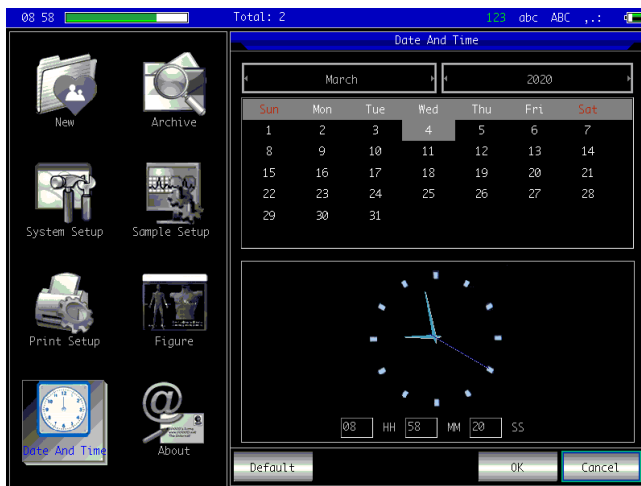 08 58
Total: 2
123 abc ABC ,.:
New
Archive
System Setup
Sample Setup
Print Setup
Figure
Date And Time
About
Date And Time
March
2020
Sun Mon Tue Wed Thu Fri Sat
1 2 3 4 5 6 7
8 9 10 11 12 13 14
15 16 17 18 19 20 21
22 23 24 25 26 27 28
29 30 31
08 HH 58 MM 20 SS
Default
OK
Cancel